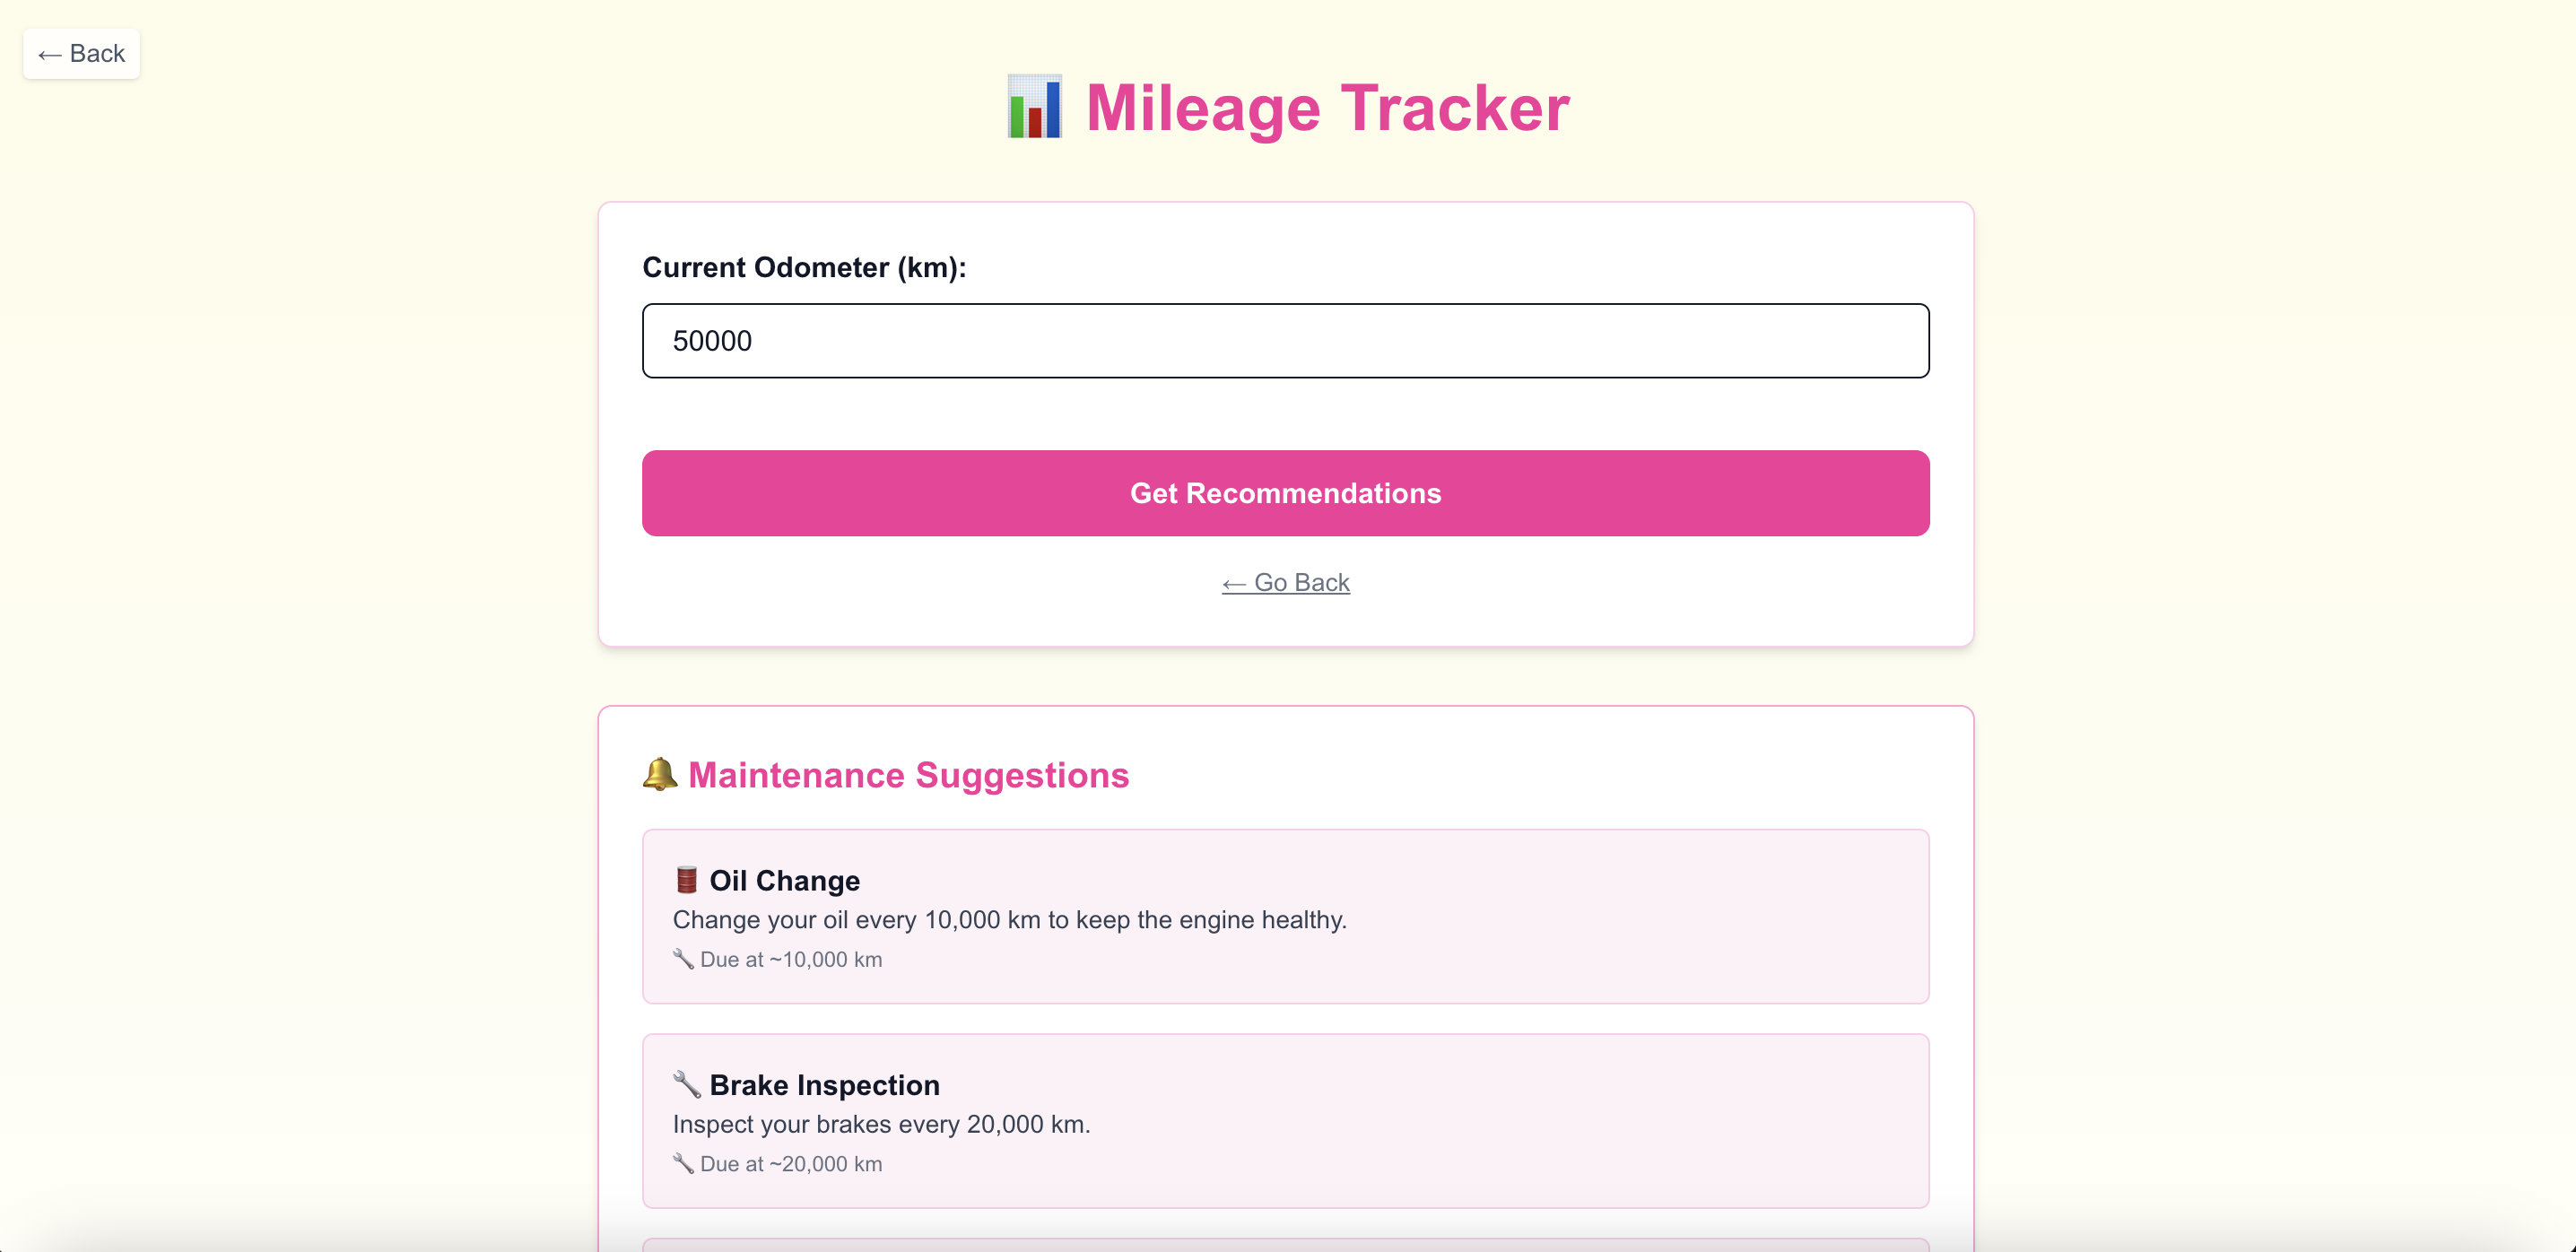 ← Back
Mileage Tracker
Current Odometer (km):
50000
Get Recommendations
← Go Back
Maintenance Suggestions
Oil Change
Change your oil every 10,000 km to keep the engine healthy.
Due at ~10,000 km
Brake Inspection
Inspect your brakes every 20,000 km.
Due at ~20,000 km